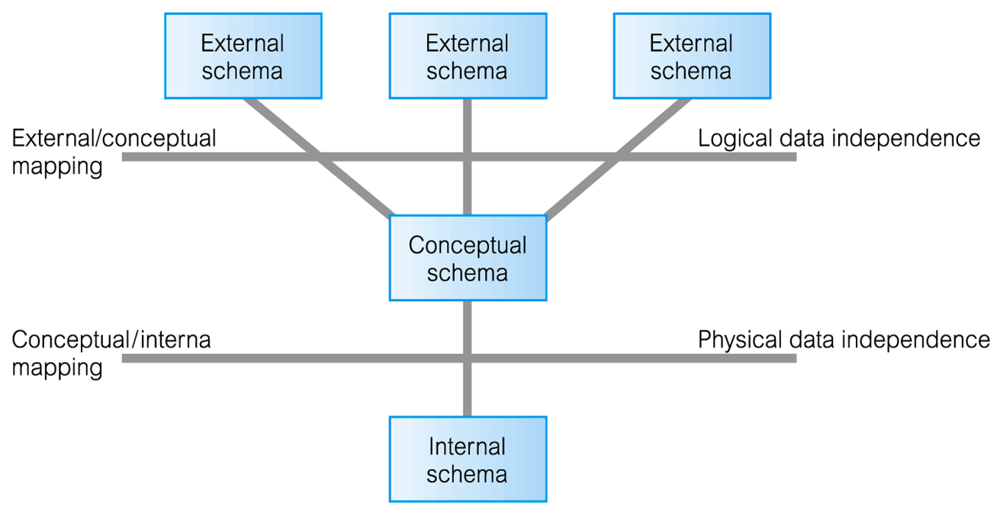 External
schema
External
schema
External
schema
External/conceptual
mapping
Logical data independence
Conceptual
schema
Conceptual/interna
mapping
Physical data independence
Internal
schema